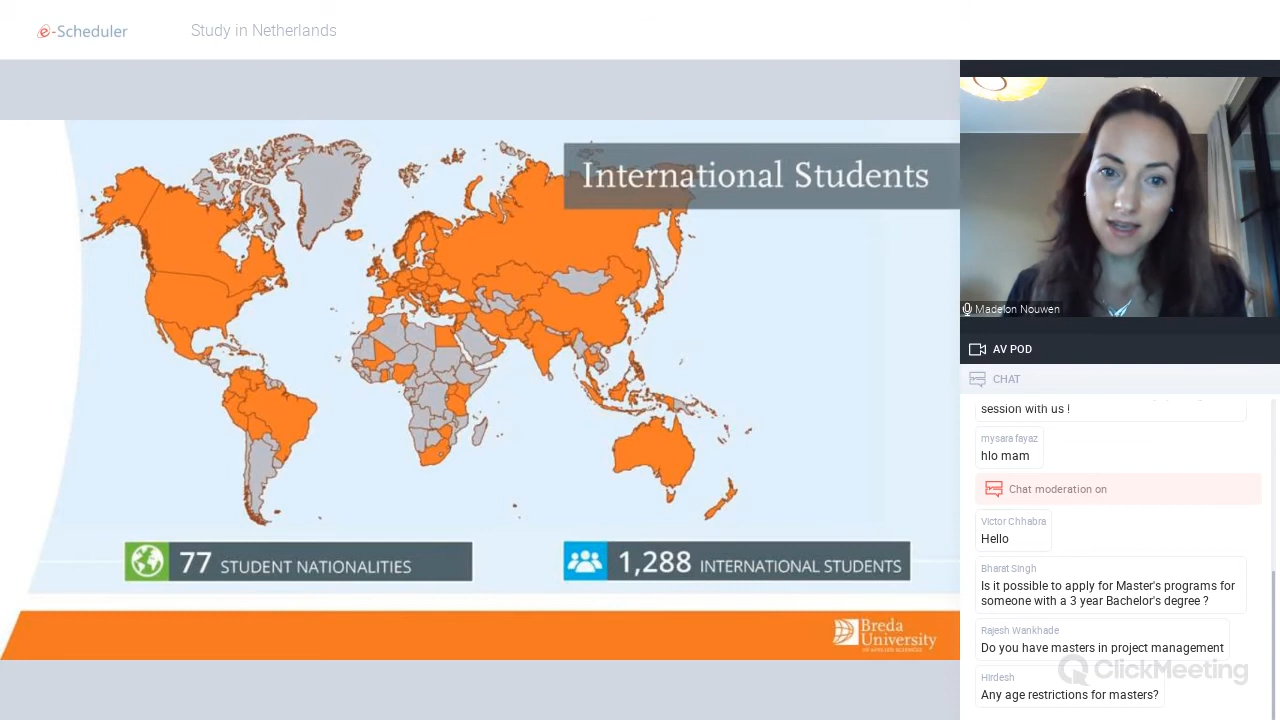 e-Scheduler
Study in Netherlands
International Students
77 STUDENT NATIONALITIES
1,288 INTERNATIONAL STUDENTS
Breda
University
OF APPLIED SCIENCES
Madelon Nouwen
AV POD
CHAT
session with us !
mysara fayaz
hlo mam
Chat moderation on
Victor Chhabra
Hello
Bharat Singh
Is it possible to apply for Master's programs for
someone with a 3 year Bachelor's degree ?
Rajesh Wankhade
Do you have masters in project management
ClickMeeting
Hirdesh
Any age restrictions for masters?